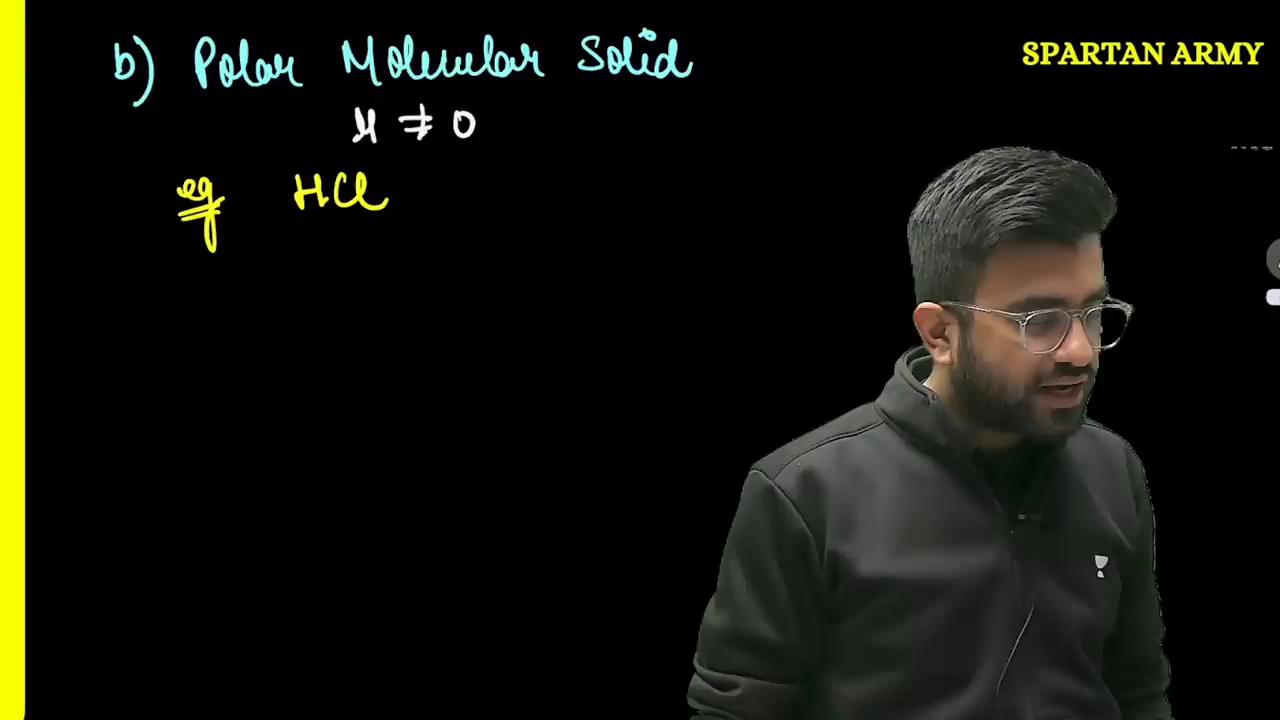 b) Polar Molecular Solid
SPARTAN ARMY
μ ≠ 0
eg HCl